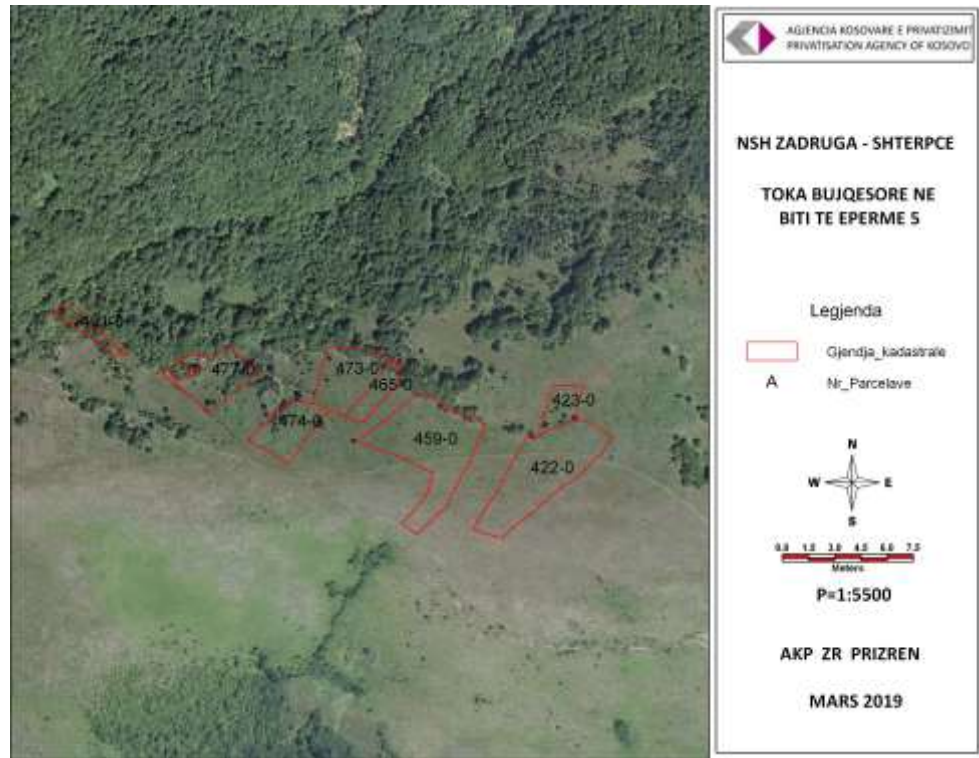 AGJENCIA KOSOVARE E PRIVATIZIMIT
PRIVATISATION AGENCY OF KOSOVO
NSH ZADRUGA - SHTERPCE
TOKA BUJQESORE NE
BITI TE EPERME 5
Legjenda
Gjendja_kadastrale
A Nr_Parcelave
N
W E
S
0.0 1.5 3.0 4.5 6.0 7.5
Meters
P=1:5500
AKP ZR PRIZREN
MARS 2019
477-0
473-0
465-0
474-0
459-0
423-0
422-0